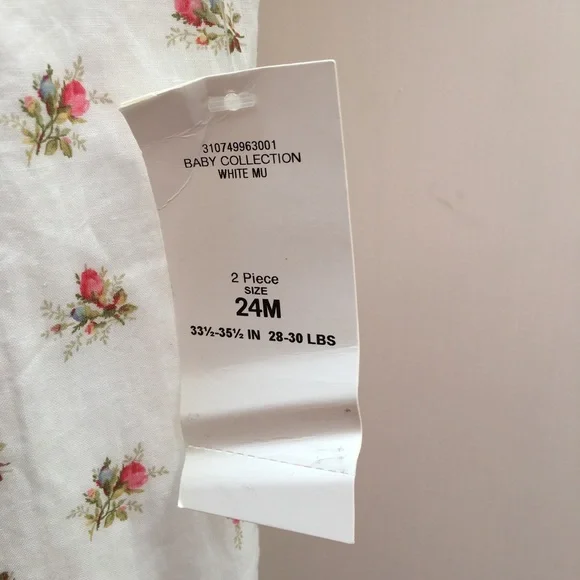 310749963001
BABY COLLECTION
WHITE MU
2 Piece
SIZE
24M
33½-35½ IN 28-30 LBS